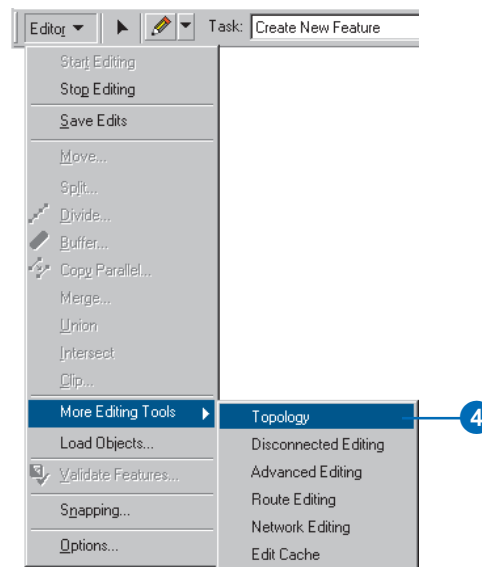 Editor Task: Create New Feature
Start Editing
Stop Editing
Save Edits
Move...
Split...
Divide...
Buffer...
Copy Parallel...
Merge...
Union
Intersect
Clip...
More Editing Tools
Topology
4
Load Objects...
Disconnected Editing
Validate Features...
Advanced Editing
Route Editing
Snapping...
Network Editing
Options...
Edit Cache